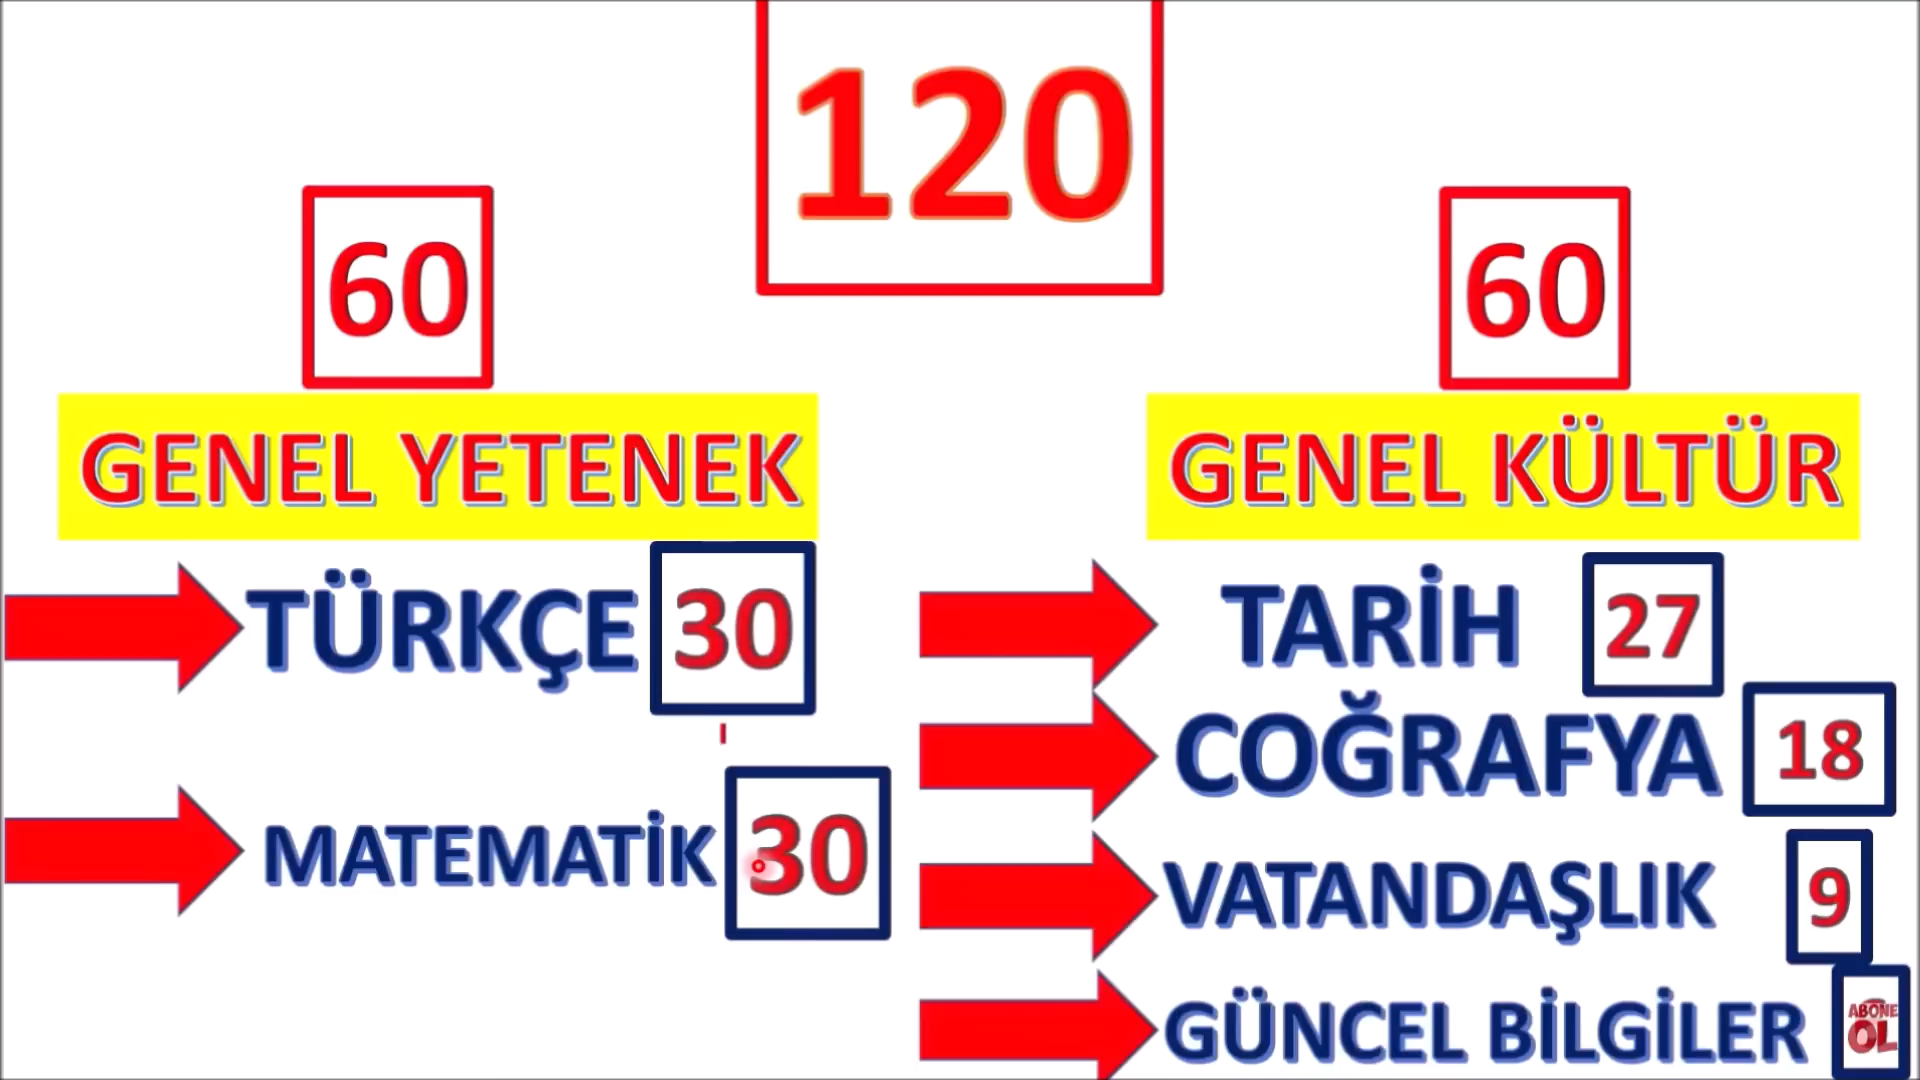 120
60
60
GENEL YETENEK
GENEL KÜLTÜR
TÜRKÇE 30
MATEMATİK 30
TARİH 27
COĞRAFYA 18
VATANDAŞLIK 9
GÜNCEL BİLGİLER
ABONE
OL